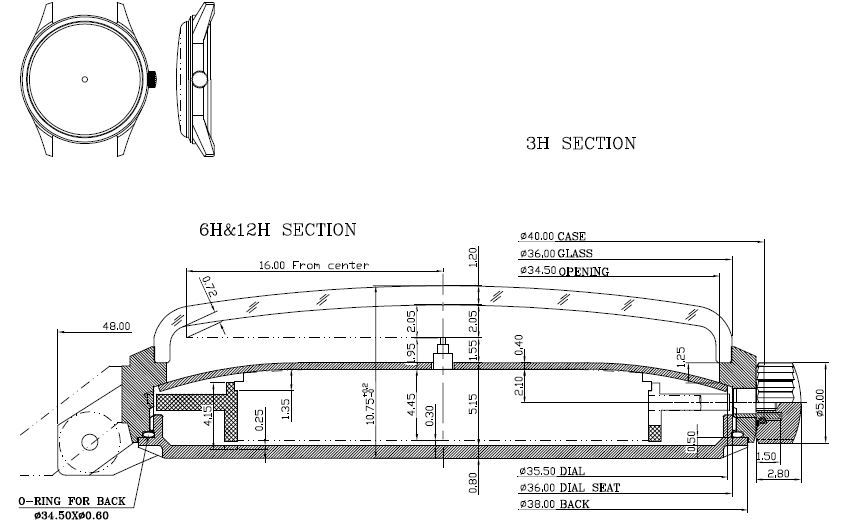 3H SECTION
6H&12H SECTION
ø40.00 CASE
ø36.00 GLASS
ø34.50 OPENING
16.00 From center
1.20
0.72
48.00
2.05
2.05
1.95
1.55
0.40
1.25
2.10
10.75
4.45
5.15
0.30
1.35
0.25
4.15
ø5.00
0.50
1.50
2.80
0.80
ø35.50 DIAL
ø36.00 DIAL SEAT
ø38.00 BACK
O-RING FOR BACK
ø34.50Xø0.60